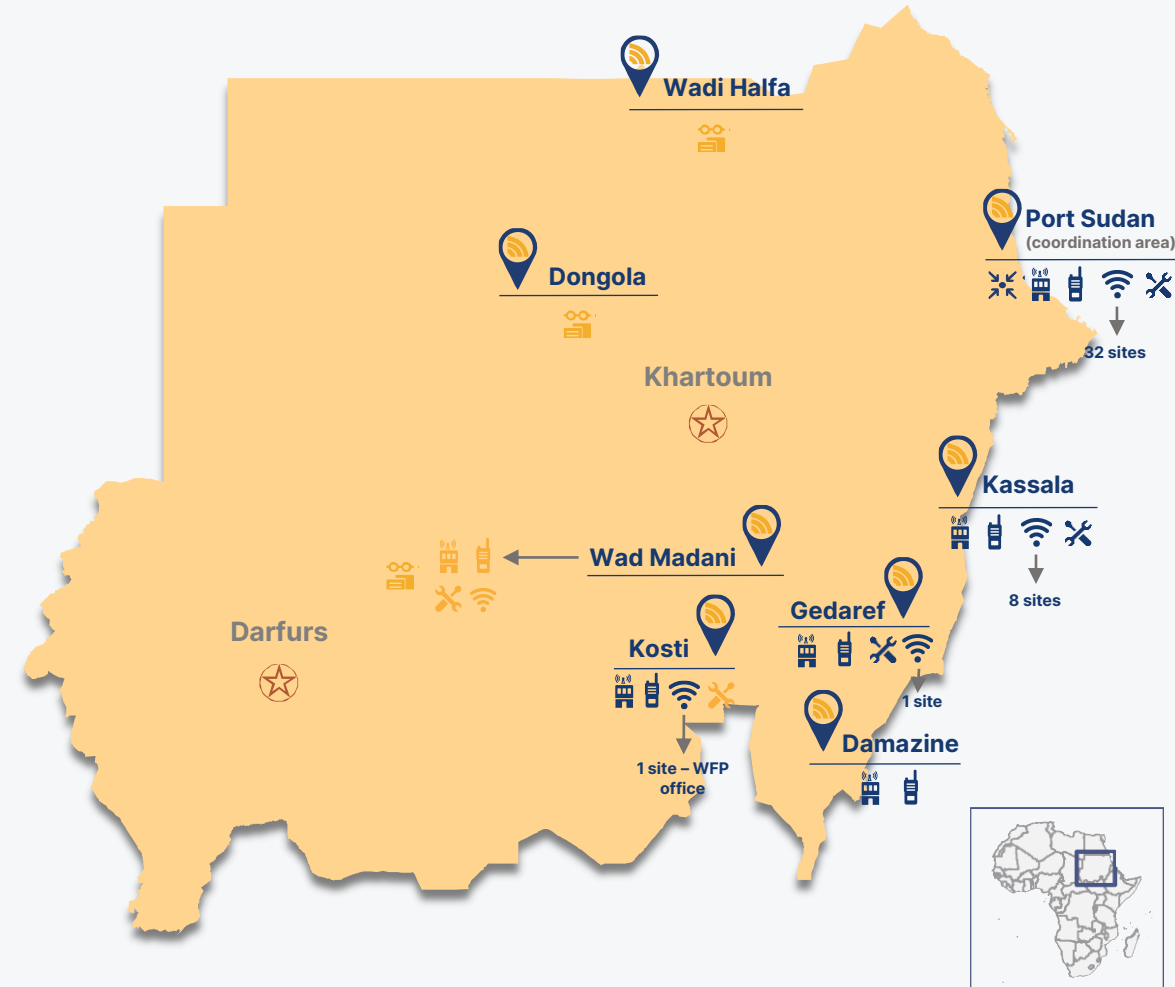 Wadi Halfa
Port Sudan
(coordination area)
Dongola
32 sites
Khartoum
Kassala
Wad Madani
8 sites
Gedaref
Darfurs
Kosti
1 site
Damazine
1 site – WFP
office